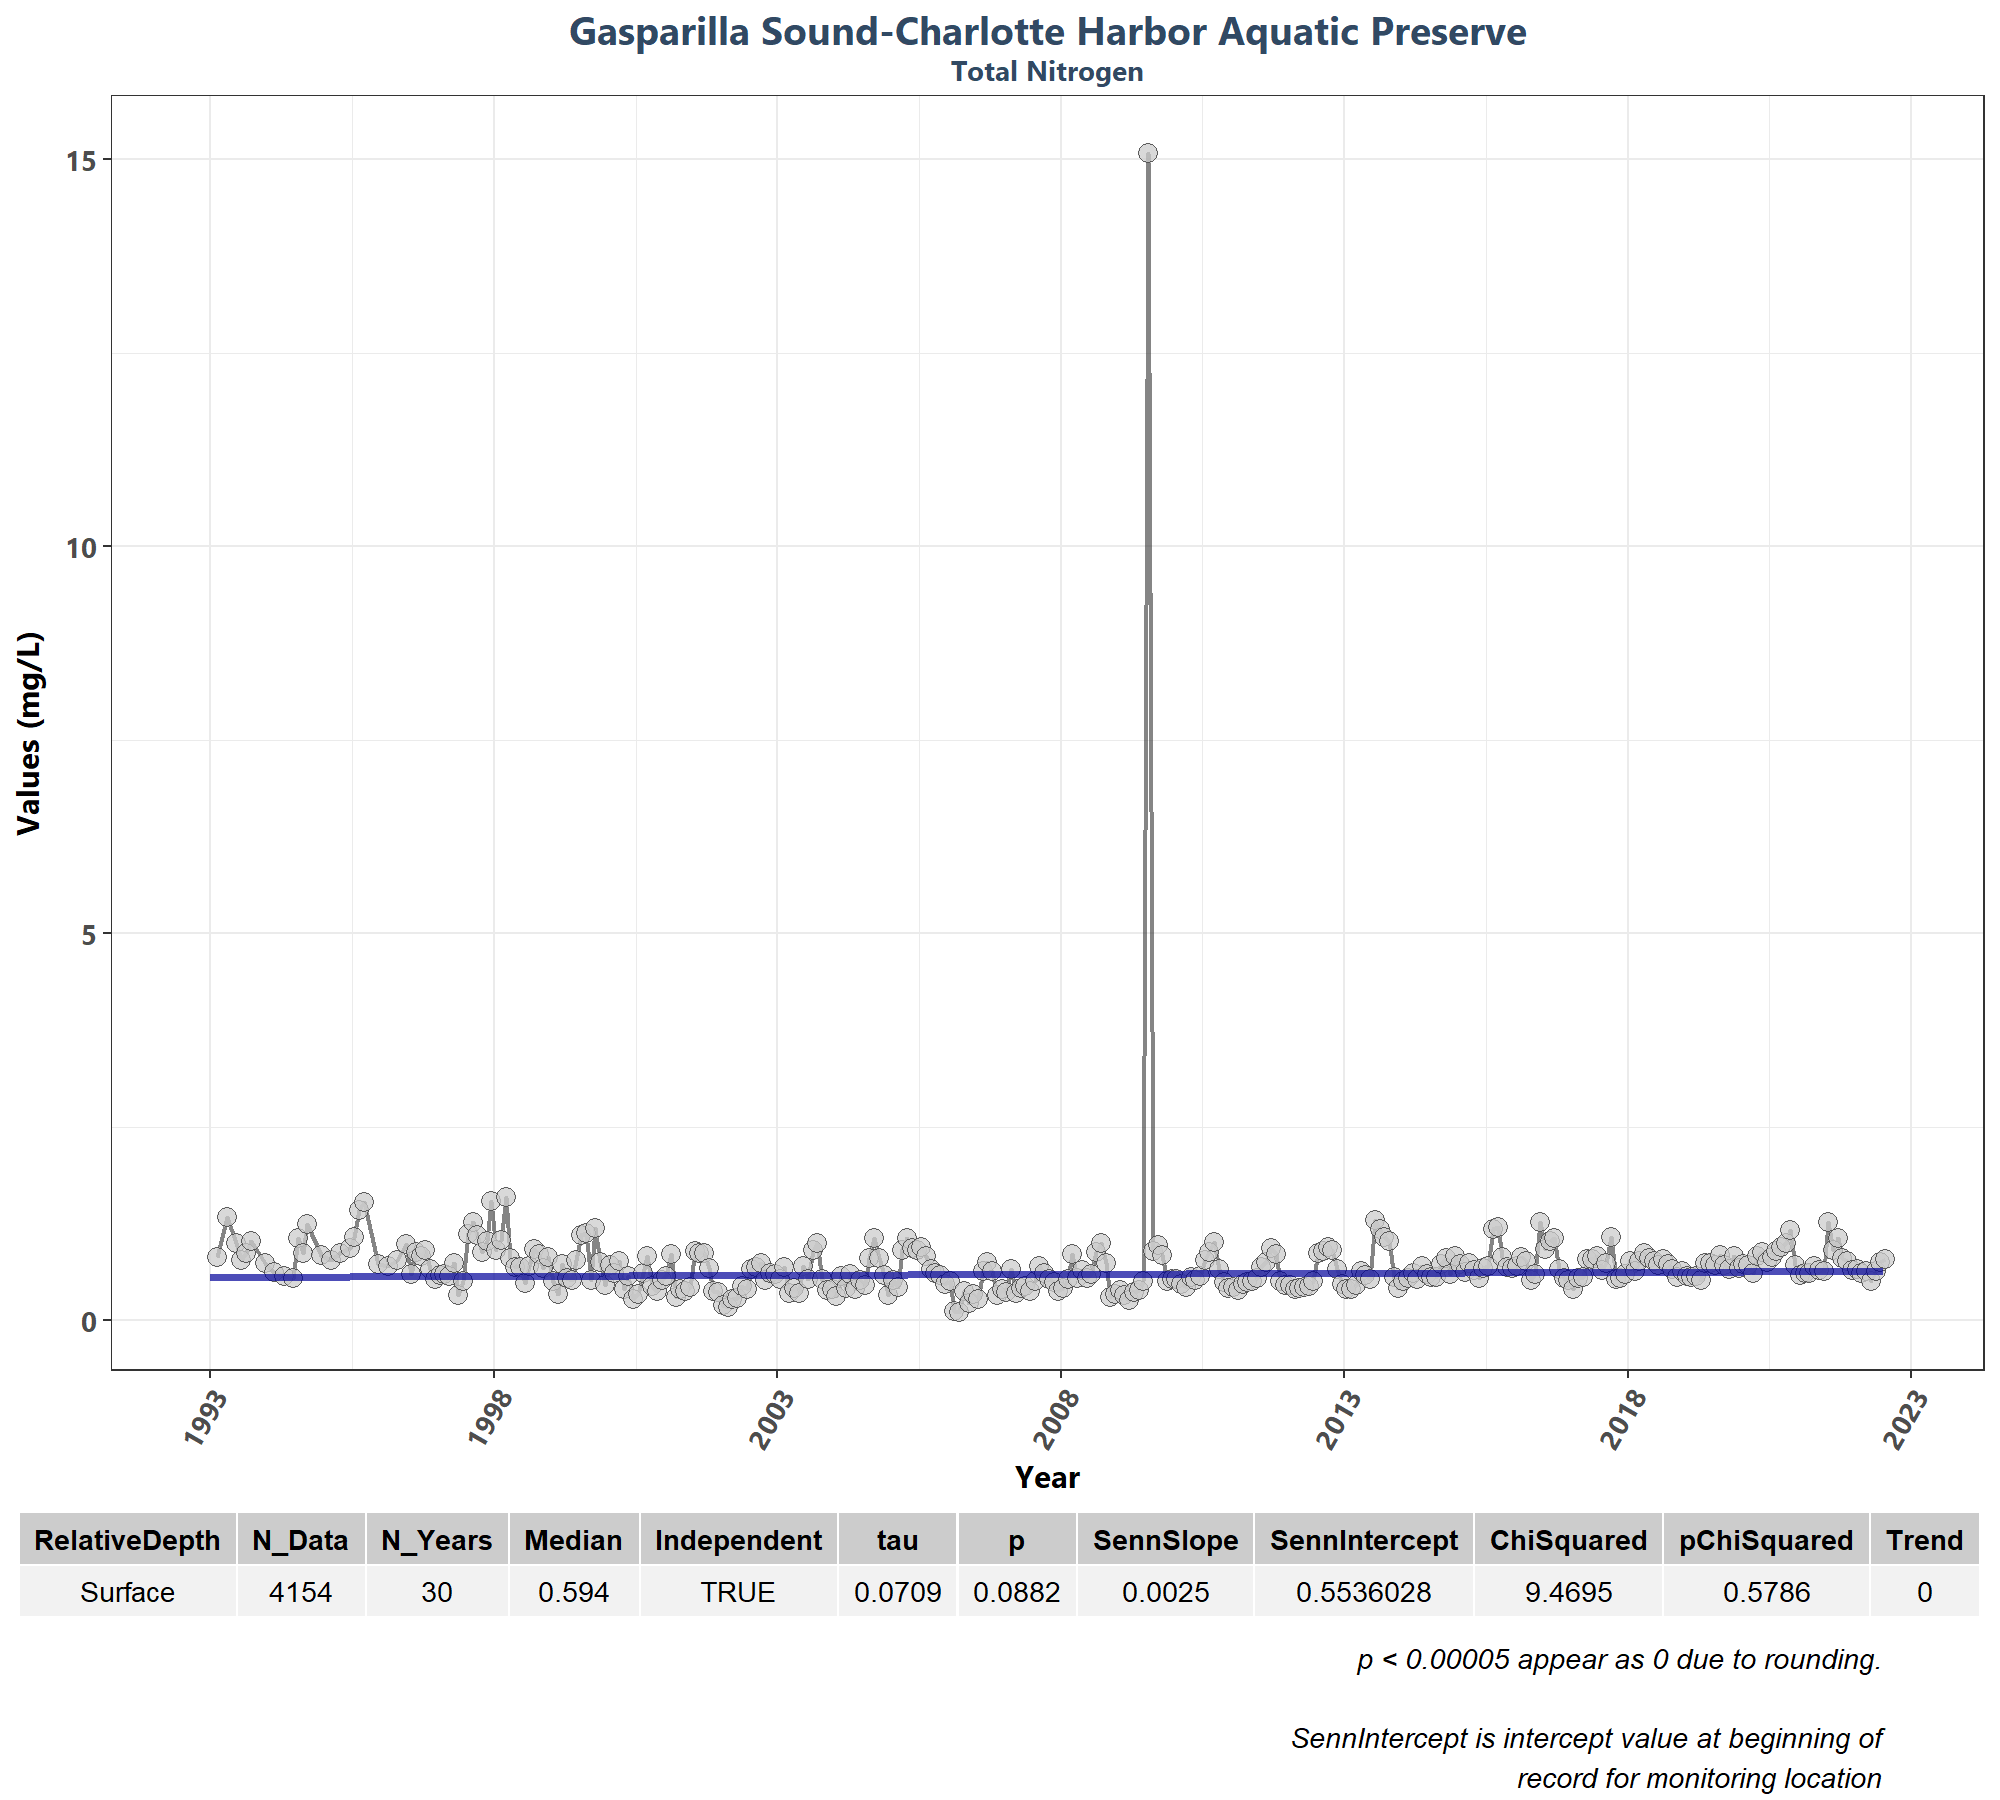 Gasparilla Sound-Charlotte Harbor Aquatic Preserve
Total Nitrogen
15
10
5
0
Values (mg/L)
1993 1998 2003 2008 2013 2018 2023
Year
RelativeDepth N_Data N_Years Median Independent tau p SennSlope SennIntercept ChiSquared pChiSquared Trend
Surface 4154 30 0.594 TRUE 0.0709 0.0882 0.0025 0.5536028 9.4695 0.5786 0
p < 0.00005 appear as 0 due to rounding.
SennIntercept is intercept value at beginning of
record for monitoring location